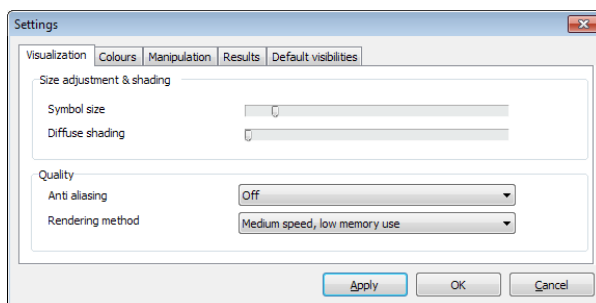 Settings
Visualization Colours Manipulation Results Default visibilities
Size adjustment & shading
Symbol size
Diffuse shading
Quality
Anti aliasing Off
Rendering method Medium speed, low memory use
Apply OK Cancel